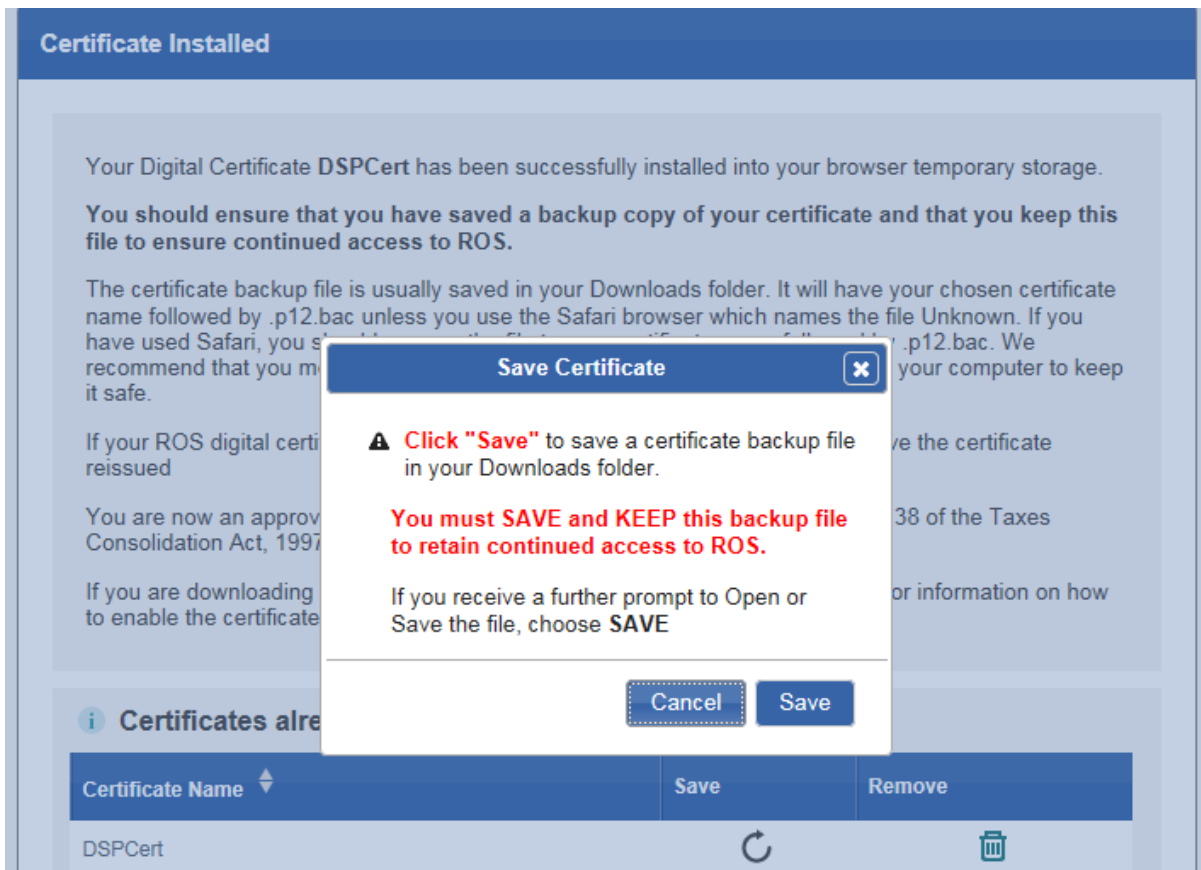 Certificate Installed
Your Digital Certificate DSPCert has been successfully installed into your browser temporary storage.
You should ensure that you have saved a backup copy of your certificate and that you keep this
file to ensure continued access to ROS.
The certificate backup file is usually saved in your Downloads folder. It will have your chosen certificate
name followed by .p12.bac unless you use the Safari browser which names the file Unknown. If you
have used Safari, you .p12.bac. We
recommend that you your computer to keep
it safe.
If your ROS digital the certificate
reissued
You are now an 38 of the Taxes
Consolidation Act, 1997
If you are downloading information on how
to enable the certificate
Save Certificate
Click "Save" to save a certificate backup file
in your Downloads folder.
You must SAVE and KEEP this backup file
to retain continued access to ROS.
If you receive a further prompt to Open or
Save the file, choose SAVE
Cancel Save
i Certificates
Certificate Name Save Remove
DSPCert